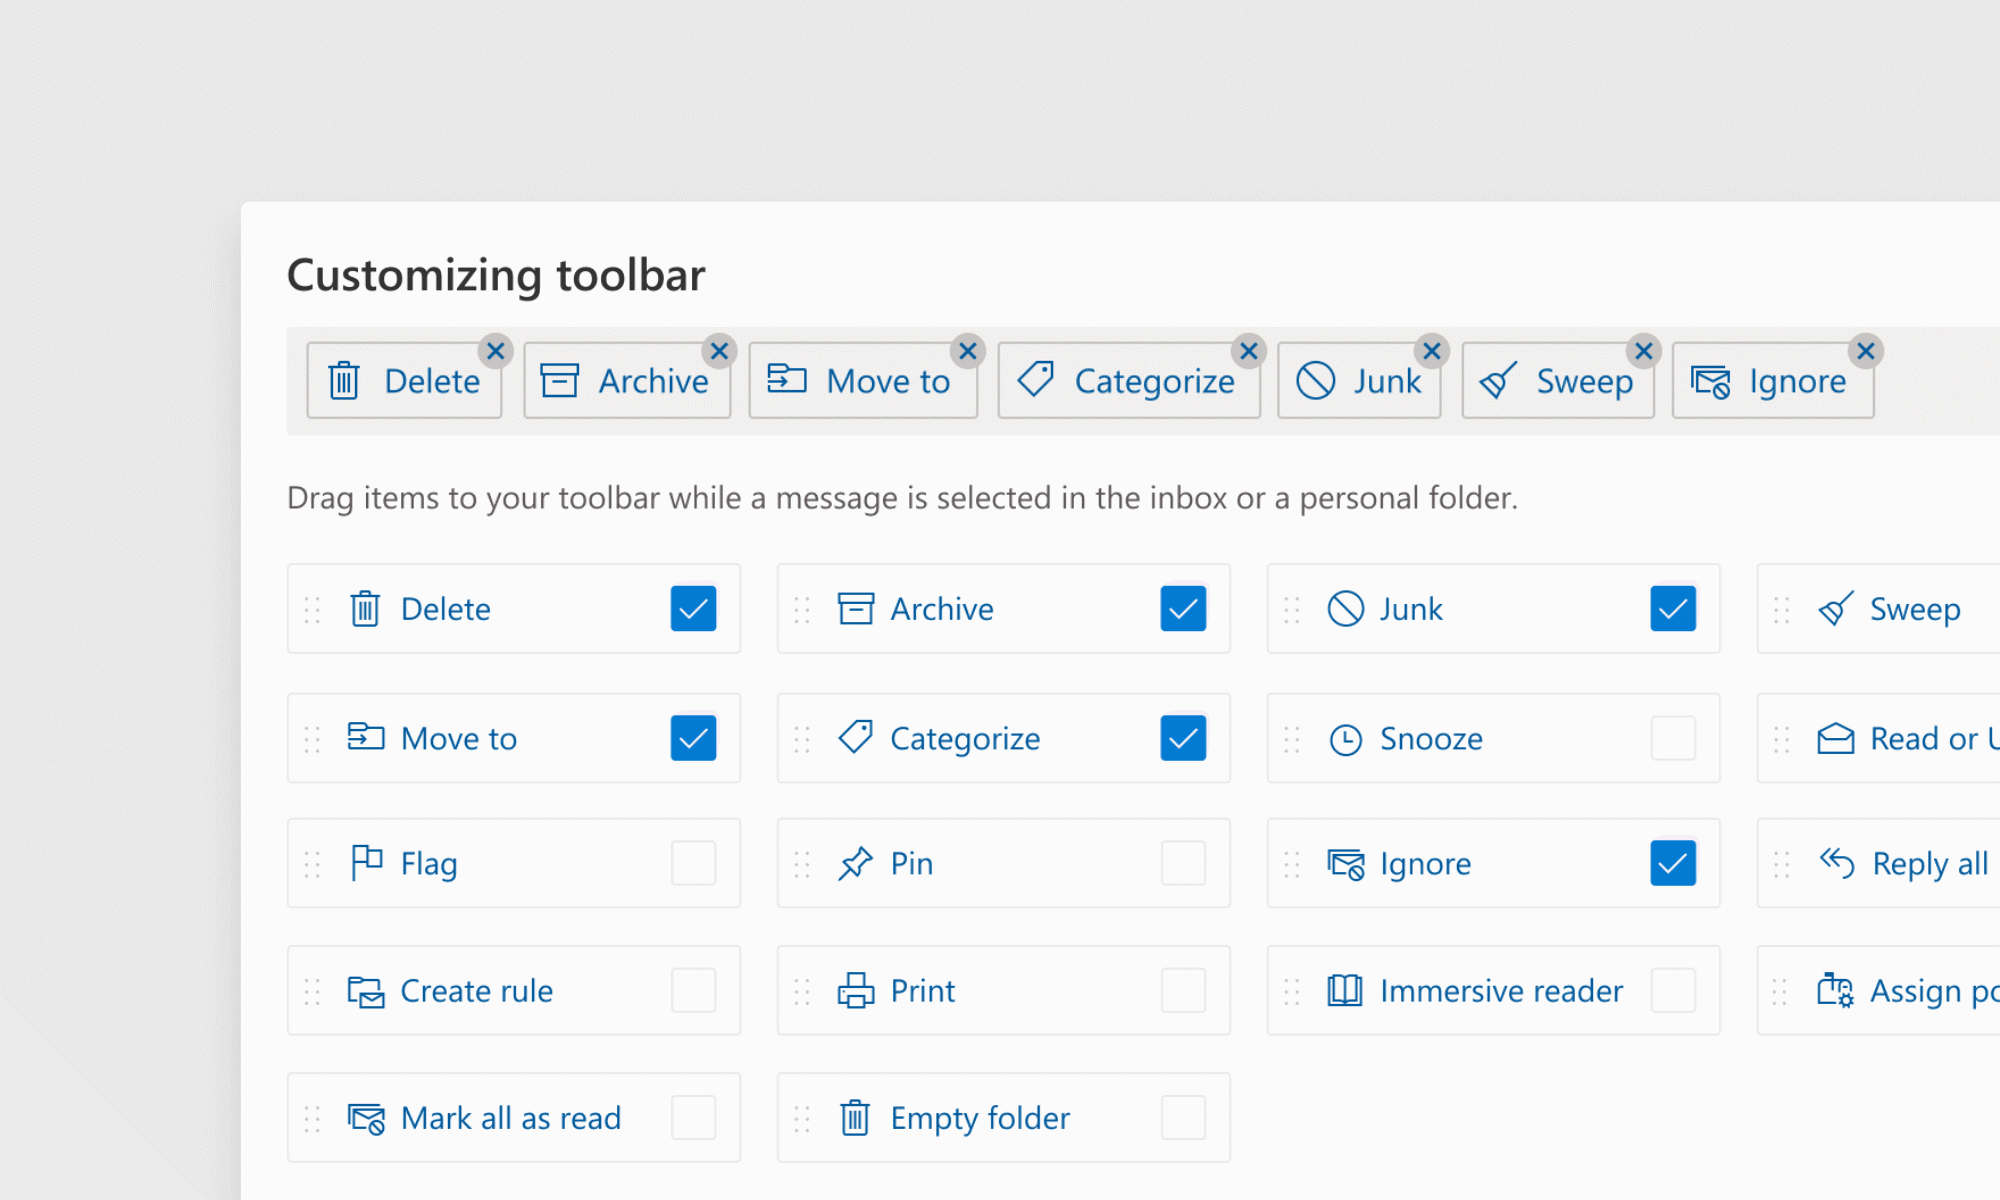 Customizing toolbar
Delete Archive Move to Categorize Junk Sweep Ignore
Drag items to your toolbar while a message is selected in the inbox or a personal folder.
Delete Archive Junk Sweep
Move to Categorize Snooze Read or
Flag Pin Ignore Reply all
Create rule Print Immersive reader Assign
Mark all as read Empty folder